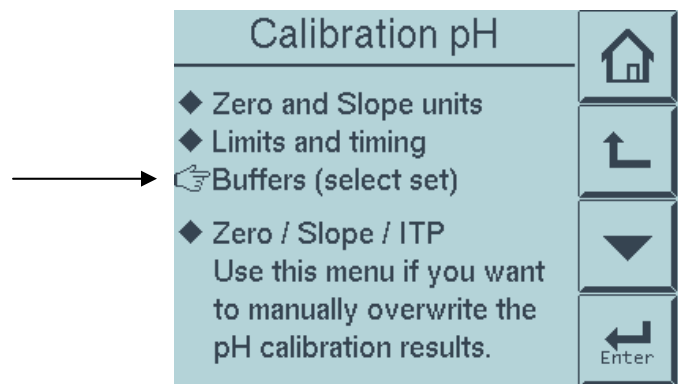 Calibration pH
Zero and Slope units
Limits and timing
Buffers (select set)
Zero / Slope / ITP
Use this menu if you want
to manually overwrite the
pH calibration results.
Enter